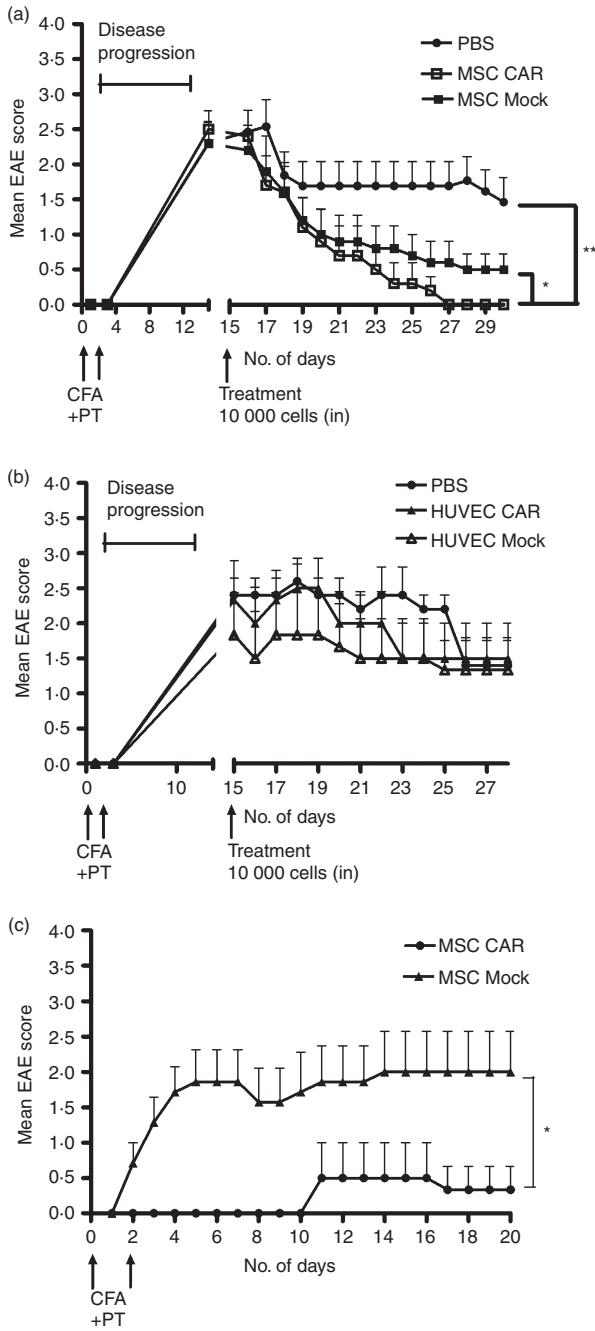 (a)
4·0
3·5
3·0
2·5
2·0
1·5
1·0
0·5
0·0
Mean EAE score
Disease
progression
PBS
MSC CAR
MSC Mock
**
*
0 4 8 12 15 17 19 21 23 25 27 29
No. of days
CFA
+PT
Treatment
10 000 cells (in)
(b)
4·0
3·5
3·0
2·5
2·0
1·5
1·0
0·5
0·0
Mean EAE score
Disease
progression
PBS
HUVEC CAR
HUVEC Mock
0 10 15 17 19 21 23 25 27
No. of days
CFA
+PT
Treatment
10 000 cells (in)
(c)
4·0
3·5
3·0
2·5
2·0
1·5
1·0
0·5
0·0
Mean EAE score
MSC CAR
MSC Mock
*
0 2 4 6 8 10 12 14 16 18 20
No. of days
CFA
+PT